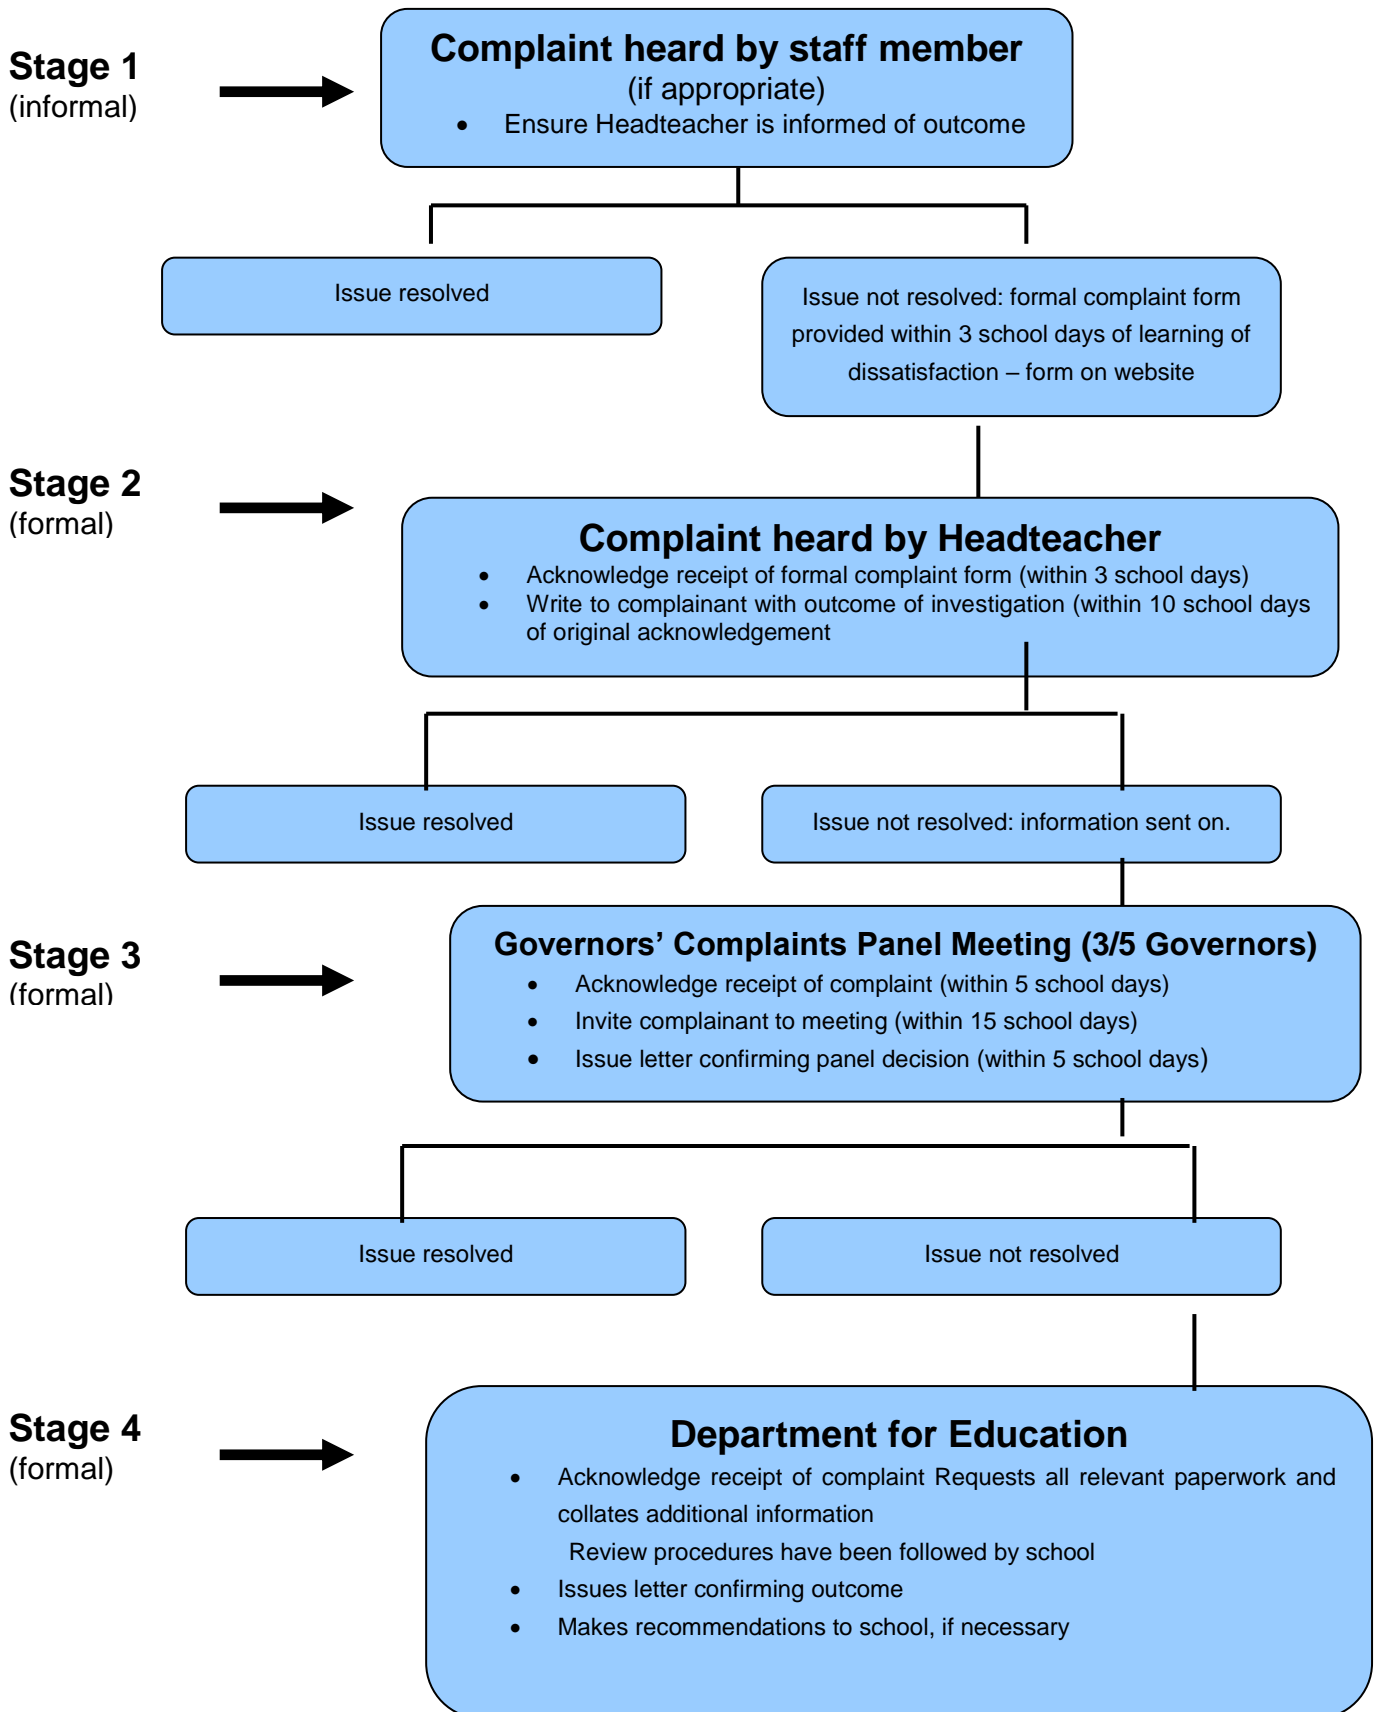 Stage 1
(informal)
Complaint heard by staff member
(if appropriate)
• Ensure Headteacher is informed of outcome
Issue resolved
Issue not resolved: formal complaint form
provided within 3 school days of learning of
dissatisfaction – form on website
Stage 2
(formal)
Complaint heard by Headteacher
• Acknowledge receipt of formal complaint form (within 3 school days)
• Write to complainant with outcome of investigation (within 10 school days
of original acknowledgement
Issue resolved
Issue not resolved: information sent on.
Stage 3
(formal)
Governors’ Complaints Panel Meeting (3/5 Governors)
• Acknowledge receipt of complaint (within 5 school days)
• Invite complainant to meeting (within 15 school days)
• Issue letter confirming panel decision (within 5 school days)
Issue resolved
Issue not resolved
Stage 4
(formal)
Department for Education
• Acknowledge receipt of complaint Requests all relevant paperwork and
collates additional information
Review procedures have been followed by school
• Issues letter confirming outcome
• Makes recommendations to school, if necessary